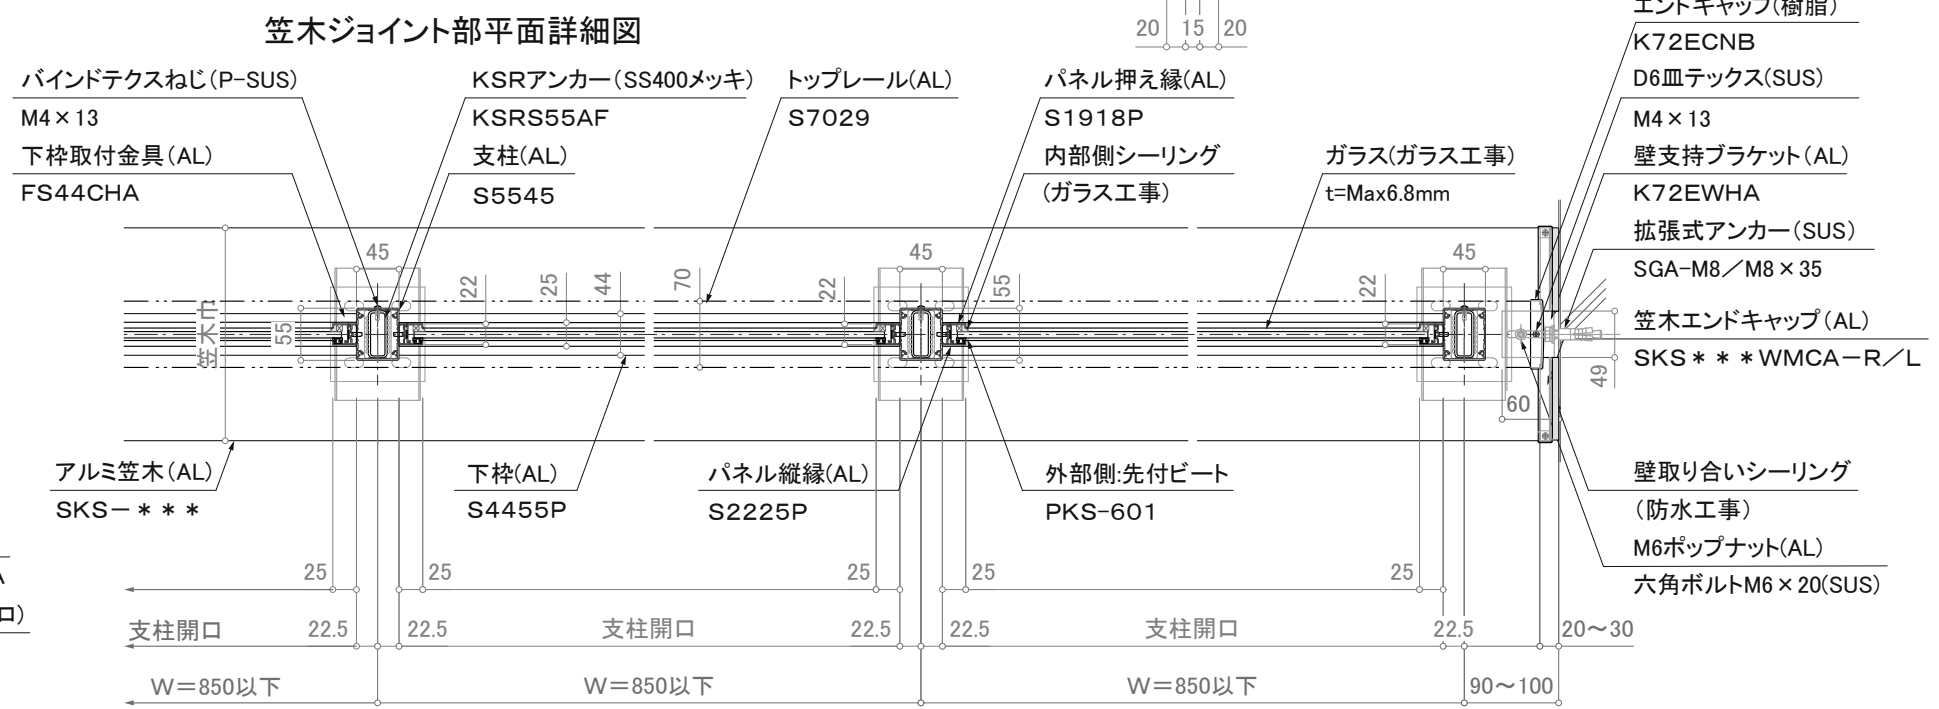 笠木ジョイント部平面詳細図
20 15 20
エンドキャップ(樹脂)
K72ECNB
D6皿テックス(SUS)
M4×13
壁支持ブラケット(AL)
K72EWHA
拡張式アンカー(SUS)
SGA-M8／M8×35
笠木エンドキャップ(AL)
SKS＊＊＊WMCA－R／L
バインドテクスねじ(P-SUS)
M4×13
下枠取付金具(AL)
FS44CHA
KSRアンカー(SS400メッキ)
KSRS55AF
支柱(AL)
S5545
トップレール(AL)
S7029
パネル押え縁(AL)
S1918P
内部側シーリング
(ガラス工事)
ガラス(ガラス工事)
t=Max6.8mm
45 45 45
22 25 44 70 22 55 22
笠木巾
55
49
60
アルミ笠木(AL)
SKS－＊＊＊
下枠(AL)
S4455P
パネル縦縁(AL)
S2225P
外部側:先付ビート
PKS-601
壁取り合いシーリング
(防水工事)
M6ポップナット(AL)
六角ボルトM6×20(SUS)
25 25 25 25 25
支柱開口 22.5 22.5 支柱開口 22.5 22.5 支柱開口 22.5 20～30
W＝850以下 W＝850以下 W＝850以下 90～100
口)